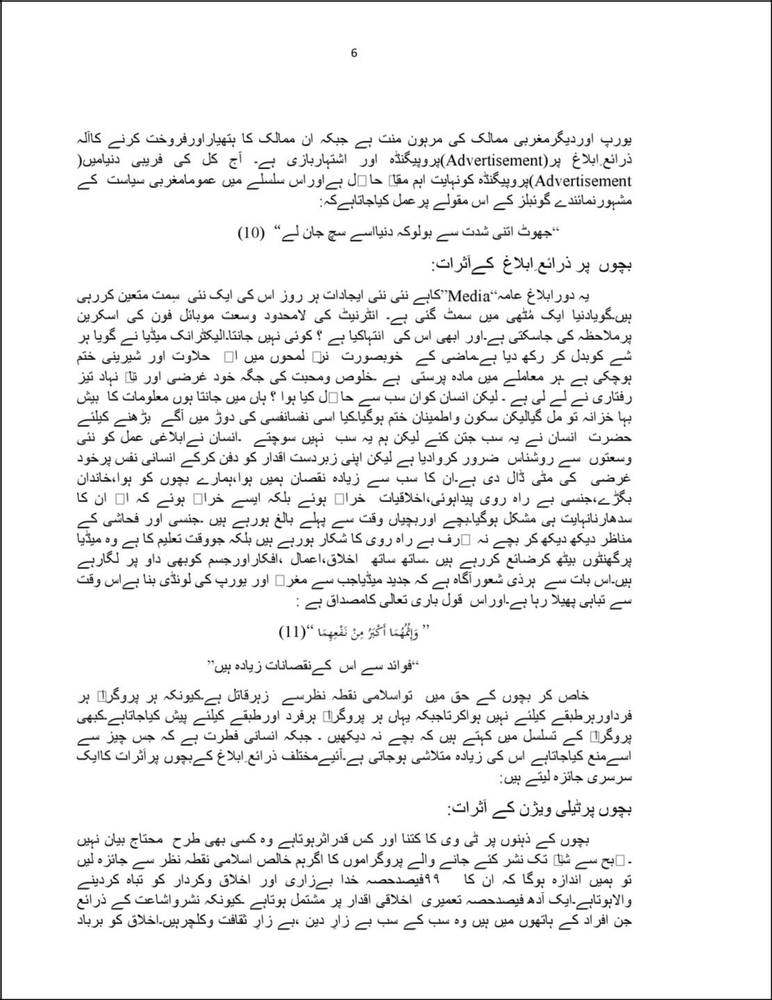 6
یورپ اوردیگرمغربی ممالک کی مرہون منت ہے جبکہ ان ممالک کا ہتھیاراورفروخت کرنے کاآلہ
ذرائع ِابلاغ پر(Advertisement)پروپیگنڈہ اور اشتہاربازی ہے۔ آج کل کی فریبی دنیامیں(
Advertisement)پروپیگنڈہ کونہایت اہم مقا□ حا□ل ہےاوراس سلسلے میں عمومامغربی سیاست کے
مشہورنمائندے گوئبلز کے اس مقولے پرعمل کیاجاتاہےکہ:
“جھوٹ اتنی شدت سے بولوکہ دنیااسے سچ جان لے“ (10)
بچوں پر ذرائع ِابلاغ کےاَثرات:
یہ دورابلاغ عامہ“Media”کاہے نئی نئی ایجادات ہر روز اس کی ایک نئی سِمت متعین کررہی
ہیں۔گویادنیا ایک مُٹھی میں سمٹ گئی ہے۔ انٹرنیٹ کی لامحدود وسعت موبائل فون کی اسکرین
پرملاحظہ کی جاسکتی ہے۔اور ابھی اس کی انتہاکیا ہے ؟ کوئی نہیں جانتا۔الیکٹرانک میڈیا نے گویا ہر
شے کوبدل کر رکھ دیا ہے۔ماضی کے خوبصورت نر□ لمحوں میں ا□ حلاوت اور شیرینی ختم
ہوچکی ہے ۔ہر معاملے میں مادہ پرستی ہے ۔خلوص ومحبت کی جگہ خود غرضی اور نا□ نہاد تیز
رفتاری نے لے لی ہے ۔ لیکن انسان کوان سب سے حا□ل کیا ہوا ؟ ہاں میں جانتا ہوں معلومات کا بیش
بہا خزانہ تو مل گیالیکن سکون واطمینان ختم ہوگیا۔کیا اسی نفسانفسی کی دوڑ میں آگے بڑھنے کیلئے
حضرت انسان نے یہ سب جتن کئے لیکن ہم یہ سب نہیں سوچتے ۔انسان نےابلاغی عمل کو نئی
وسعتوں سے روشناس ضرور کروادیا ہے لیکن اپنی زبردست اقدار کو دفن کرکے انسانی نفس پرخود
غرضی کی مٹی ڈال دی ہے۔ان کا سب سے زیادہ نقصان ہمیں ہوا،ہمارے بچوں کو ہوا،خاندان
بگڑے،جنسی بے راہ روی پیداہوئی،اخلاقیات خرا□ ہوئے بلکہ ایسے خرا□ ہوئے کہ ا□ ان کا
سدھارنانہایت ہی مشکل ہوگیا۔بچے اوربچیاں وقت سے پہلے بالغ ہورہے ہیں ۔جنسی اور فحاشی کے
مناظر دیکھ دیکھ کر بچے نہ □رف بے راہ روی کا شکار ہورہے ہیں بلکہ جووقت تعلیم کا ہے وہ میڈیا
پرگھنٹوں بیٹھ کرضائع کررہے ہیں ۔ساتھ ساتھ اخلاق،اعمال ،افکاراورجسم کوبھی داو پر لگارہے
ہیں۔اس بات سے ہرذی شعورآگاہ ہے کہ جدید میڈیاجب سے مغر□ اور یورپ کی لونڈی بنا ہےاس وقت
سے تباہی پھیلا رہا ہے۔اوراس قول باری تعالی کامصداق ہے :
” وَإِثْمُهُمَا أَكْبَرُ مِنْ نَفْعِهِمَا “(11)
“فوائد سے اس کےنقصانات زیادہ ہیں”
خاص کر بچوں کے حق میں تواسلامی نقطہ نظرسے زہرقاتل ہے۔کیونکہ ہر پروگرا□ ہر
فرداورہرطبقے کیلئے نہیں ہواکرتاجبکہ یہاں ہر پروگرا□ ہرفرد اورطبقے کیلئے پیش کیاجاتاہے۔کبھی
پروگرا□ کے تسلسل میں کہتے ہیں کہ بچے نہ دیکھیں ۔ جبکہ انسانی فطرت ہے کہ جس چیز سے
اسےمنع کیاجاتاہے اس کی زیادہ متلاشی ہوجاتی ہے۔آئیےمختلف ذرائع ِابلاغ کےبچوں پراَثرات کاایک
سرسری جائزہ لیتے ہیں:
بچوں پرٹیلی ویژن کے اَثرات:
بچوں کے ذہنوں پر ٹی وی کا کتنا اور کس قدراثرہوتاہے وہ کسی بھی طرح محتاج بیان نہیں
۔□بح سے شا□ تک نشر کئے جانے والے پروگراموں کا اگرہم خالص اسلامی نقطہ نظر سے جائزہ لیں
تو ہمیں اندازہ ہوگا کہ ان کا ۹۹فیصدحصہ خدا بےزاری اور اخلاق وکردار کو تباہ کردینے
والاہوتاہے۔ایک آدھ فیصدحصہ تعمیری اخلاقی اقدار پر مشتمل ہوتاہے ۔کیونکہ نشرواشاعت کے ذرائع
جن افراد کے ہاتھوں میں ہیں وہ سب کے سب بے زارِ دین ،بے زارِ ثقافت وکلچرہیں۔اخلاق کو برباد